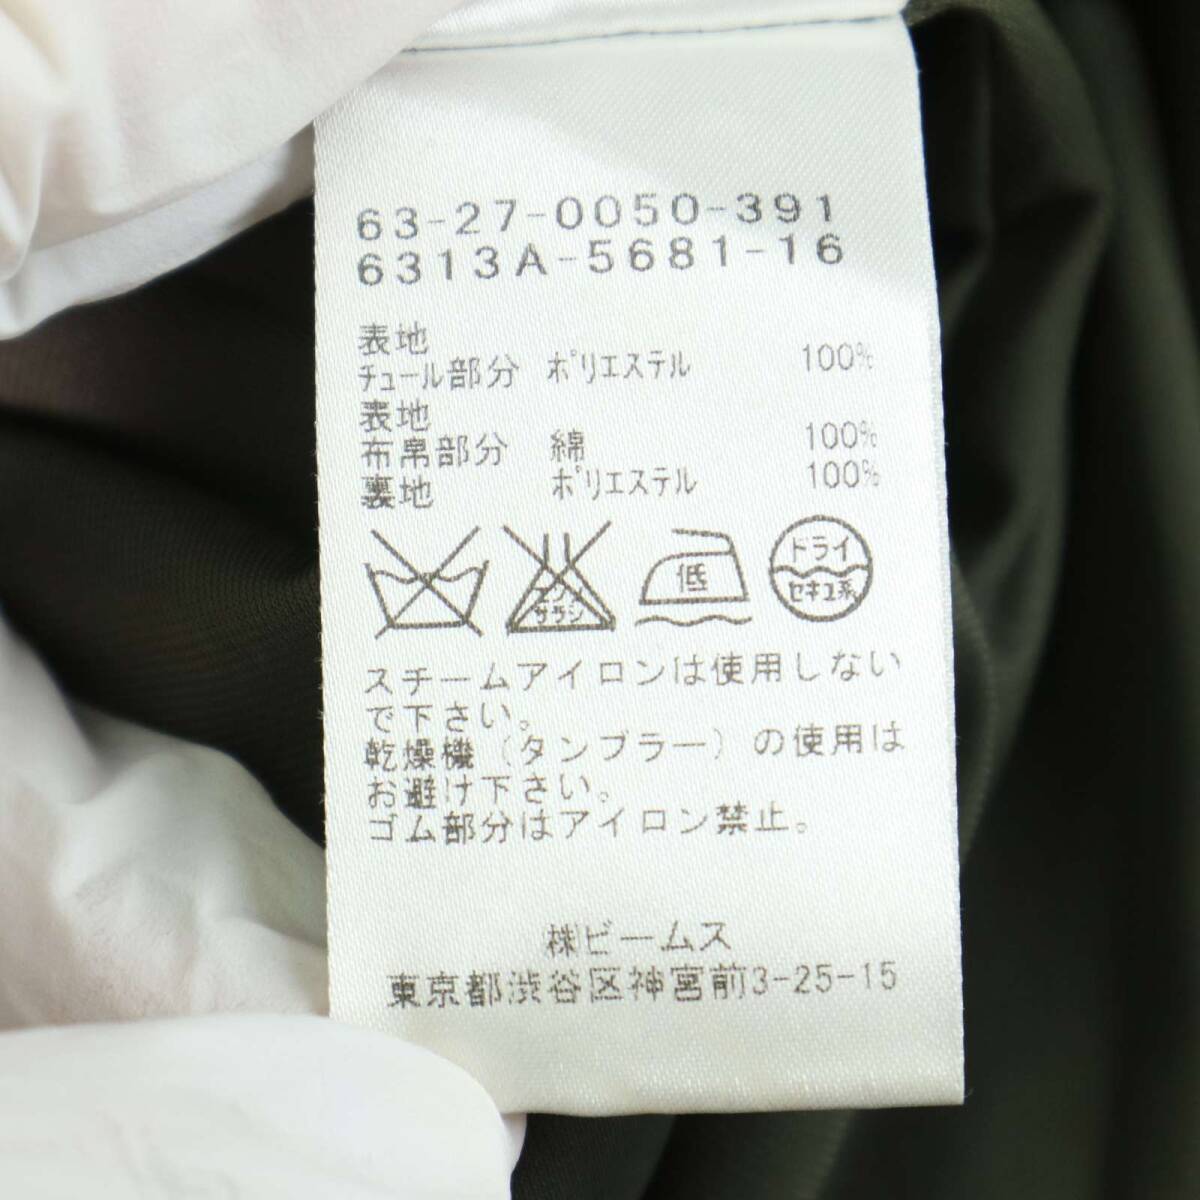 63-27-0050-391
6313A-5681-16
表地
ﾁｭｰﾙ部分 ﾎﾟﾘｴｽﾃﾙ 100%
表地
布帛部分 綿 100%
裏地 ﾎﾟﾘｴｽﾃﾙ 100%
エンソ
サラシ
低
ドライ
セキユ系
スチームアイロンは使用しない
で下さい。
乾燥機(タンブラー)の使用は
お避け下さい。
ゴム部分はアイロン禁止。
㈱ビームス
東京都渋谷区神宮前3-25-15